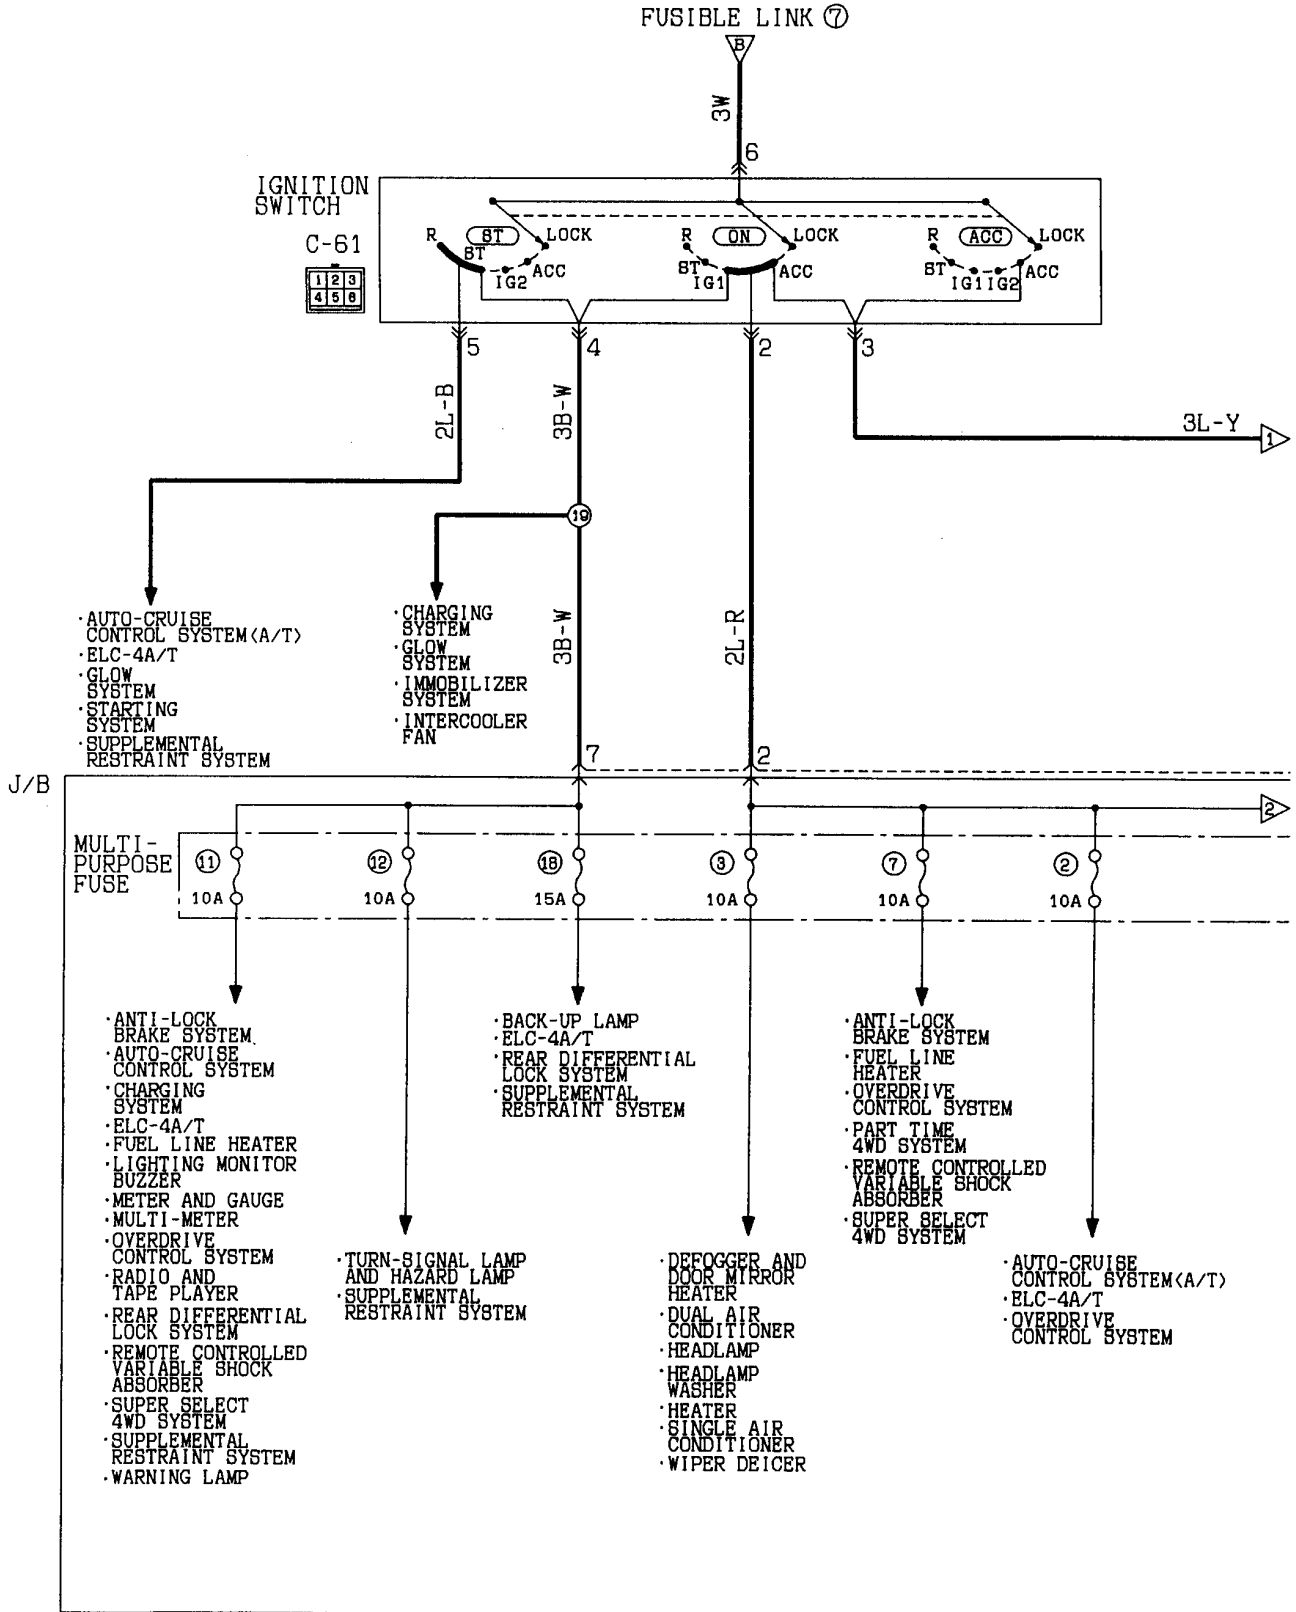 FUSIBLE LINK ⑦
B
3W
6
IGNITION
SWITCH
C-61
1 2 3
4 5 6
R ST LOCK
BT
IG2 ACC
R ON LOCK
ST ACC
IG1
R ACC LOCK
ST ACC
IG1 IG2
5
4
2
3
2L-B
3B-W
3L-Y
1
19
3B-W
2L-R
·AUTO-CRUISE
CONTROL SYSTEM<A/T>
·ELC-4A/T
·GLOW
SYSTEM
·STARTING
SYSTEM
·SUPPLEMENTAL
RESTRAINT SYSTEM
·CHARGING
SYSTEM
·GLOW
SYSTEM
·IMMOBILIZER
SYSTEM
·INTERCOOLER
FAN
7
2
J/B
2
MULTI-
PURPOSE
FUSE
⑪
10A
⑫
10A
⑱
15A
③
10A
⑦
10A
②
10A
·ANTI-LOCK
BRAKE SYSTEM
·AUTO-CRUISE
CONTROL SYSTEM
·CHARGING
SYSTEM
·ELC-4A/T
·FUEL LINE HEATER
·LIGHTING MONITOR
BUZZER
·METER AND GAUGE
·MULTI-METER
·OVERDRIVE
CONTROL SYSTEM
·RADIO AND
TAPE PLAYER
·REAR DIFFERENTIAL
LOCK SYSTEM
·REMOTE CONTROLLED
VARIABLE SHOCK
ABSORBER
·SUPER SELECT
4WD SYSTEM
·SUPPLEMENTAL
RESTRAINT SYSTEM
·WARNING LAMP
·TURN-SIGNAL LAMP
AND HAZARD LAMP
·SUPPLEMENTAL
RESTRAINT SYSTEM
·BACK-UP LAMP
·ELC-4A/T
·REAR DIFFERENTIAL
LOCK SYSTEM
·SUPPLEMENTAL
RESTRAINT SYSTEM
·DEFOGGER AND
DOOR MIRROR
HEATER
·DUAL AIR
CONDITIONER
·HEADLAMP
·HEADLAMP
WASHER
·HEATER
·SINGLE AIR
CONDITIONER
·WIPER DEICER
·ANTI-LOCK
BRAKE SYSTEM
·FUEL LINE
HEATER
·OVERDRIVE
CONTROL SYSTEM
·PART TIME
4WD SYSTEM
·REMOTE CONTROLLED
VARIABLE SHOCK
ABSORBER
·SUPER SELECT
4WD SYSTEM
·AUTO-CRUISE
CONTROL SYSTEM<A/T>
·ELC-4A/T
·OVERDRIVE
CONTROL SYSTEM